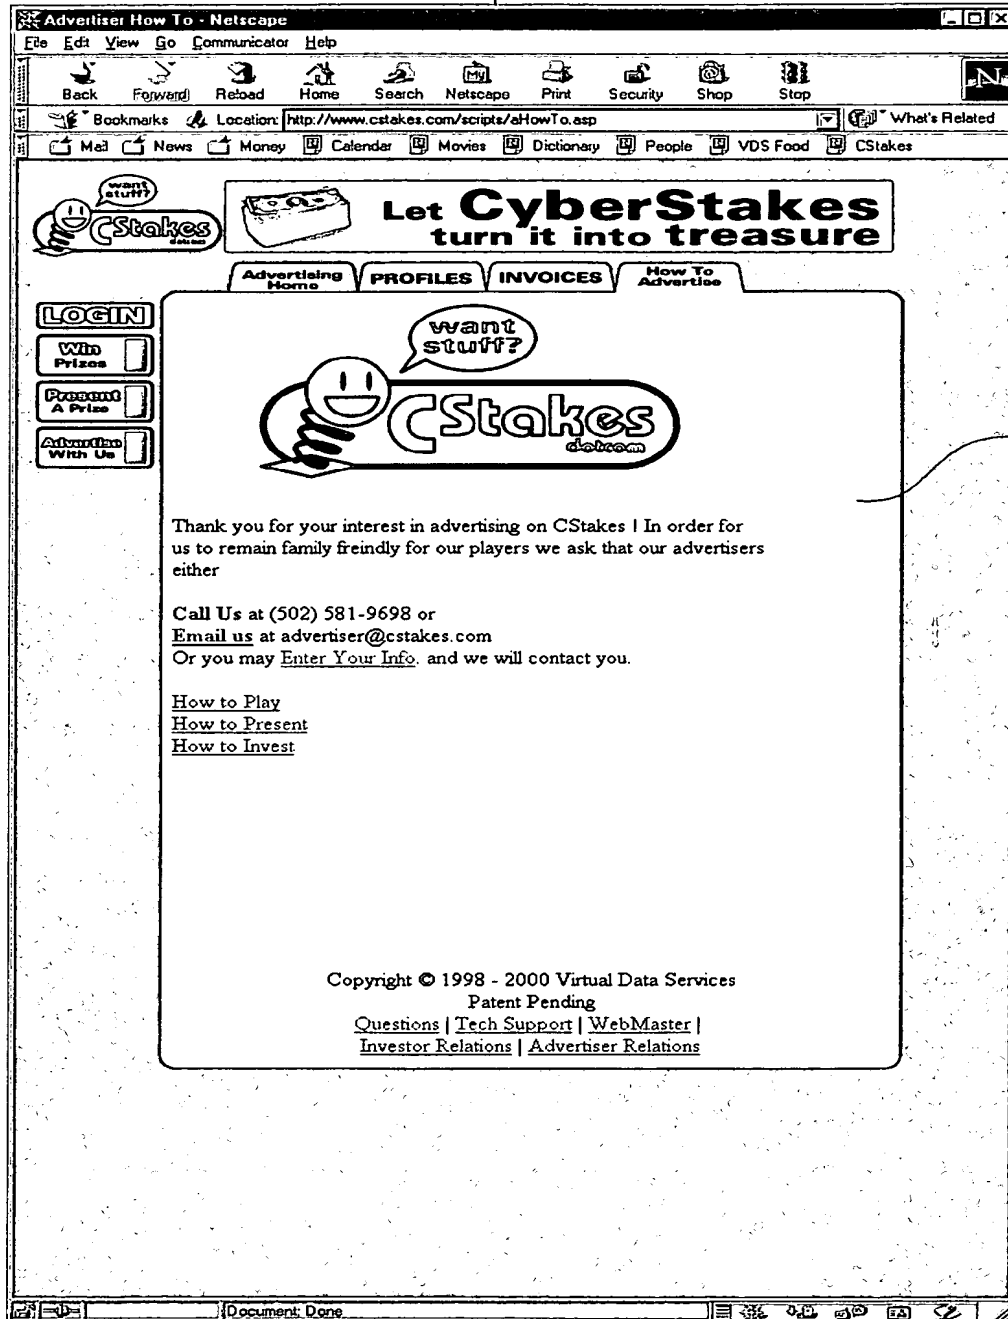 Advertiser How To - Netscape
File Edit View Go Communicator Help
Back Forward Reload Home Search Netscape Print Security Shop Stop
My
N
Bookmarks Location: http://www.cstakes.com/scripts/aHowTo.asp What's Related
Mail News Money Calendar Movies Dictionary People VDS Food CStakes
want
stuff?
CStakes
dotcom
Let CyberStakes
turn it into treasure
Advertising
Home
PROFILES
INVOICES
How To
Advertise
LOGIN
Win
Prizes
Present
A Prize
Advertise
With Us
want
stuff?
CStakes
dotcom
Thank you for your interest in advertising on CStakes ! In order for
us to remain family freindly for our players we ask that our advertisers
either
Call Us at (502) 581-9698 or
Email us at advertiser@cstakes.com
Or you may Enter Your Info. and we will contact you.
How to Play
How to Present
How to Invest
Copyright © 1998 - 2000 Virtual Data Services
Patent Pending
Questions | Tech Support | WebMaster |
Investor Relations | Advertiser Relations
Document: Done